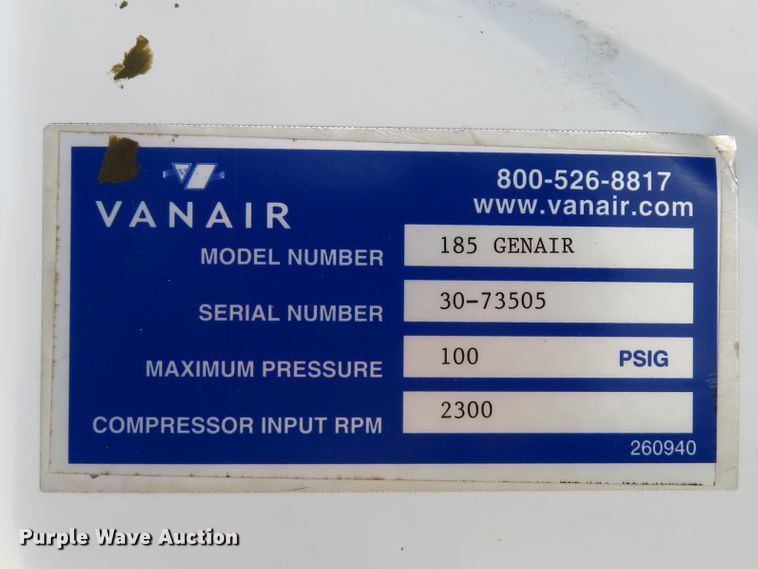 800-526-8817
VANAIR www.vanair.com
MODEL NUMBER 185 GENAIR
SERIAL NUMBER 30-73505
MAXIMUM PRESSURE 100 PSIG
COMPRESSOR INPUT RPM 2300
260940
Purple Wave Auction